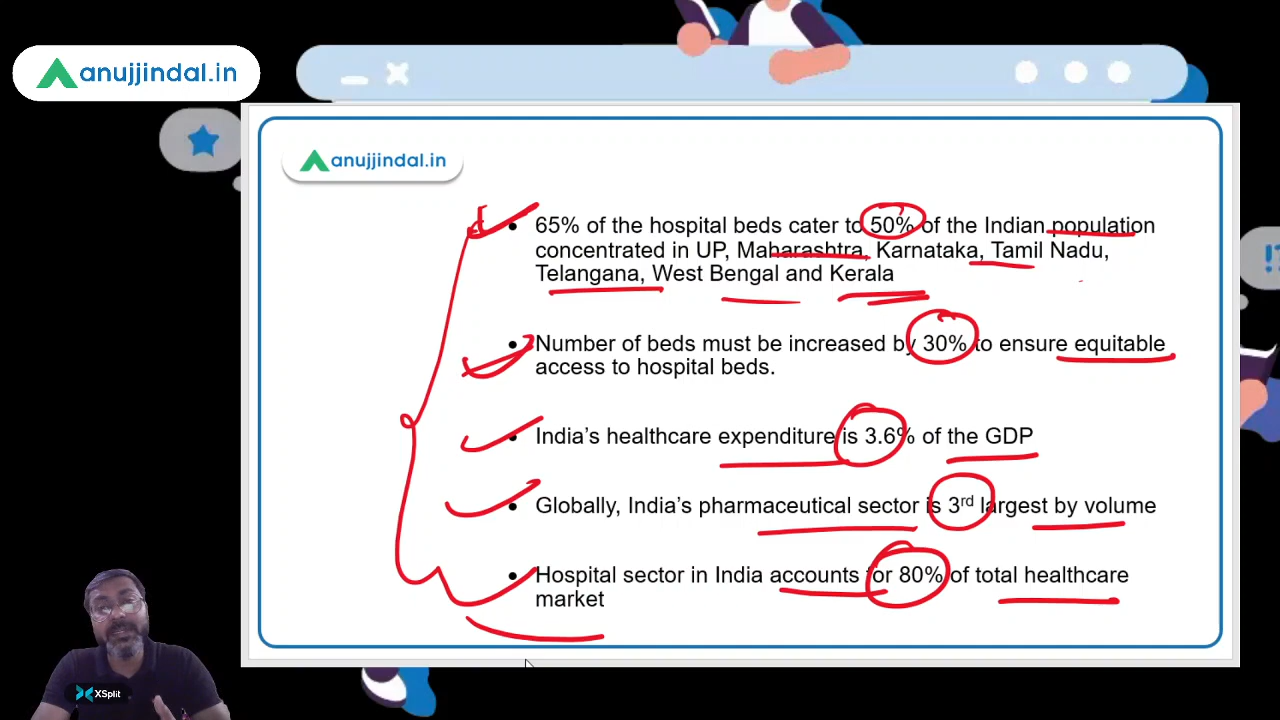 anujjindal.in
anujjindal.in
• 65% of the hospital beds cater to 50% of the Indian population
concentrated in UP, Maharashtra, Karnataka, Tamil Nadu,
Telangana, West Bengal and Kerala
• Number of beds must be increased by 30% to ensure equitable
access to hospital beds.
• India's healthcare expenditure is 3.6% of the GDP
• Globally, India's pharmaceutical sector is 3rd largest by volume
• Hospital sector in India accounts for 80% of total healthcare
market
!?
XSplit